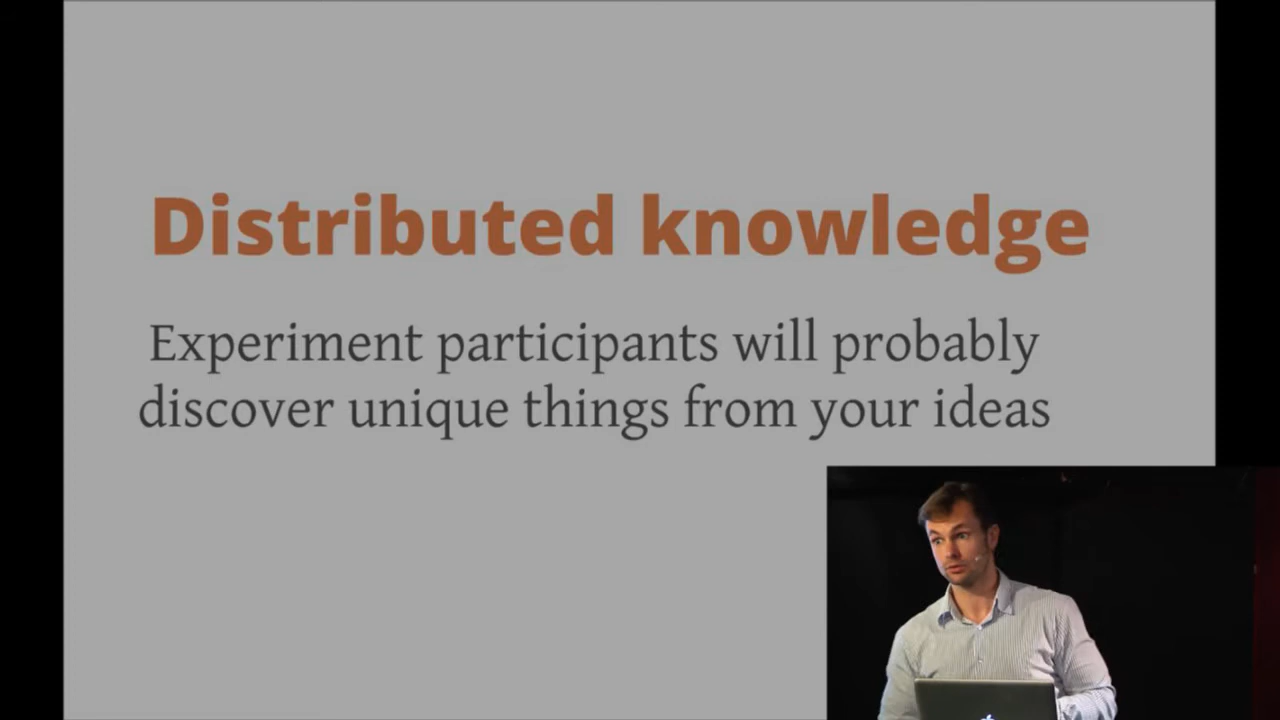 Distributed knowledge
Experiment participants will probably
discover unique things from your ideas